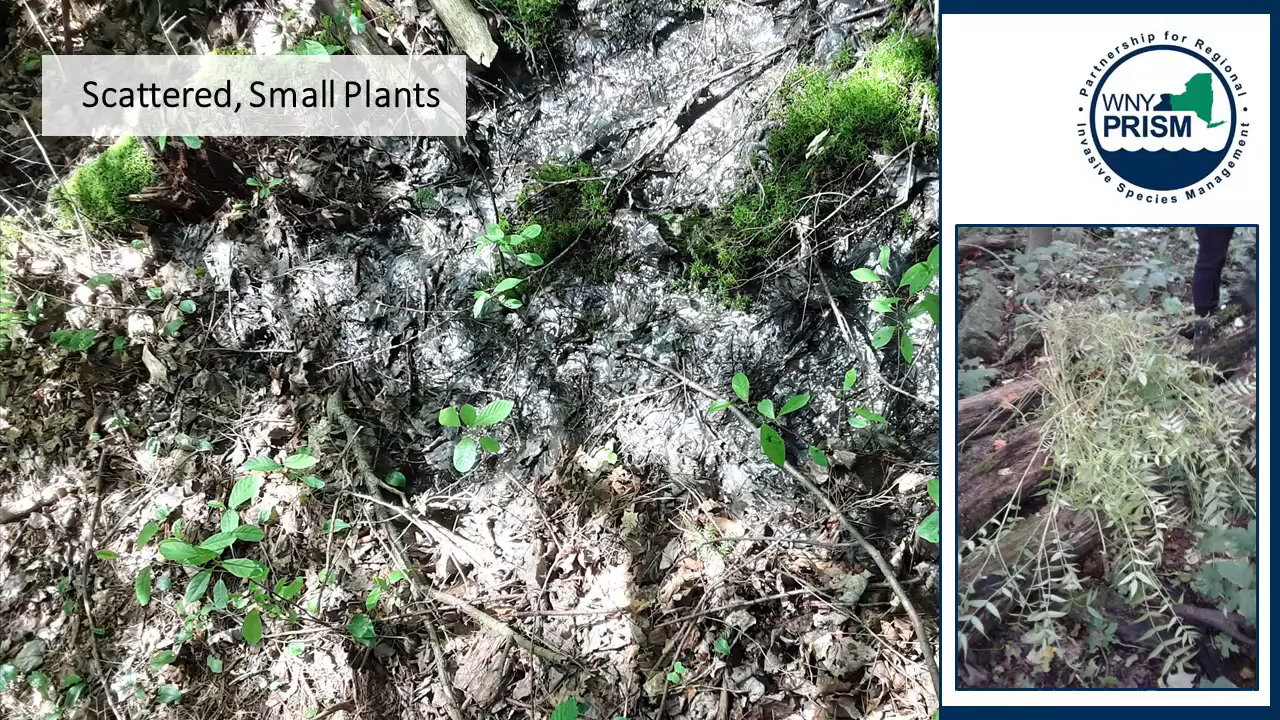 Scattered, Small Plants
Partnership for Regional
WNY
PRISM
Invasive Species Management